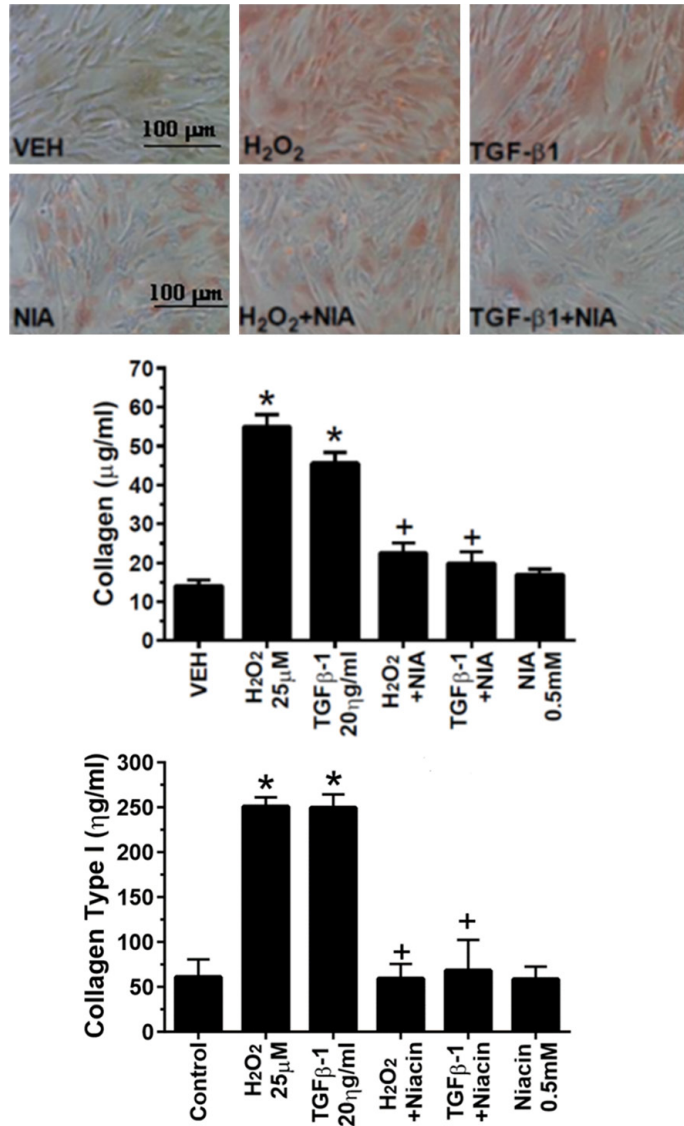 VEH
100 μm
H₂O₂
TGF-β1
NIA
100 μm
H₂O₂+NIA
TGF-β1+NIA
Collagen (μg/ml)
70
60
50
40
30
20
10
0
*
*
+
+
VEH
H₂O₂
25μM
TGFβ-1
20ηg/ml
H₂O₂
+NIA
TGFβ-1
+NIA
NIA
0.5mM
Collagen Type I (ηg/ml)
300
250
200
150
100
50
0
*
*
+
+
Control
H₂O₂
25μM
TGFβ-1
20ηg/ml
H₂O₂
+Niacin
TGFβ-1
+Niacin
Niacin
0.5mM